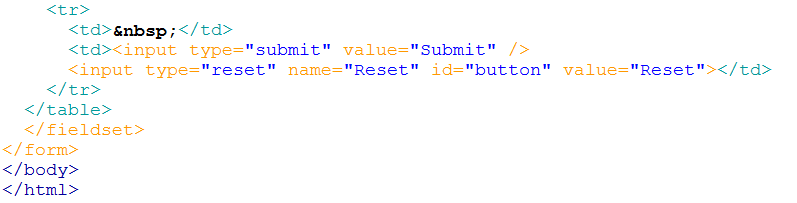 <tr>
<td>&nbsp;</td>
<td><input type="submit" value="Submit" />
<input type="reset" name="Reset" id="button" value="Reset"></td>
</tr>
</table>
</fieldset>
</form>
</body>
</html>